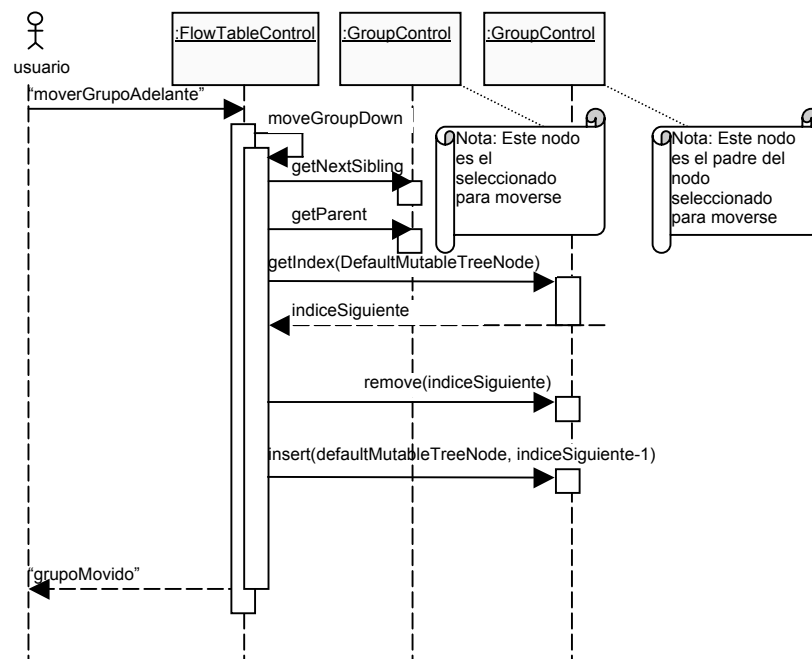 :FlowTableControl
:GroupControl
:GroupControl
usuario
“moverGrupoAdelante”
moveGroupDown
Nota: Este nodo
es el
seleccionado
para moverse
Nota: Este nodo
es el padre del
nodo
seleccionado
para moverse
getNextSibling
getParent
getIndex(DefaultMutableTreeNode)
indiceSiguiente
remove(indiceSiguiente)
insert(defaultMutableTreeNode, indiceSiguiente-1)
“grupoMovido”